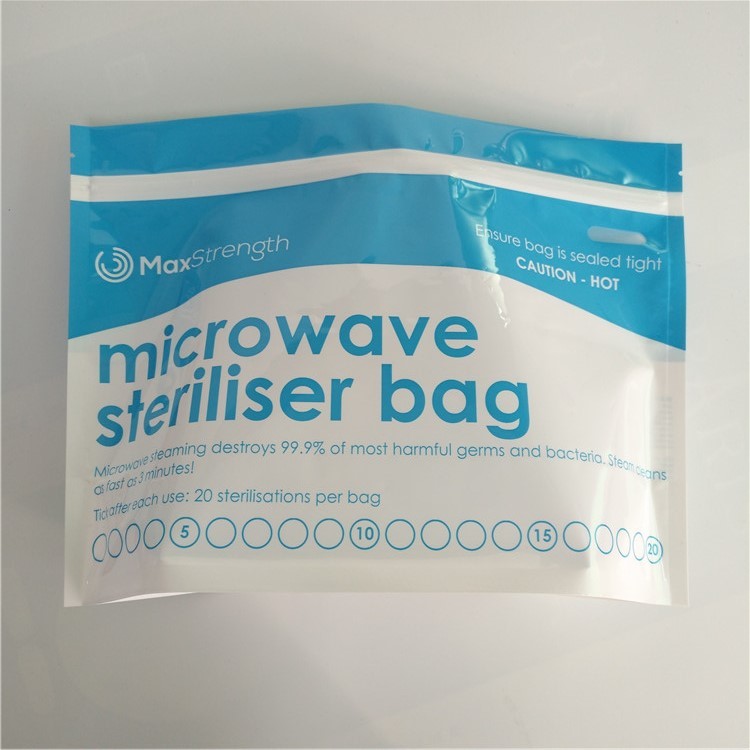 MaxStrength
Ensure bag is sealed tight
CAUTION - HOT
microwave
steriliser bag
Microwave steaming destroys 99.9% of most harmful germs and bacteria. Steam cleans
as fast as 3 minutes!
Tick after each use: 20 sterilisations per bag
5 10 15 20